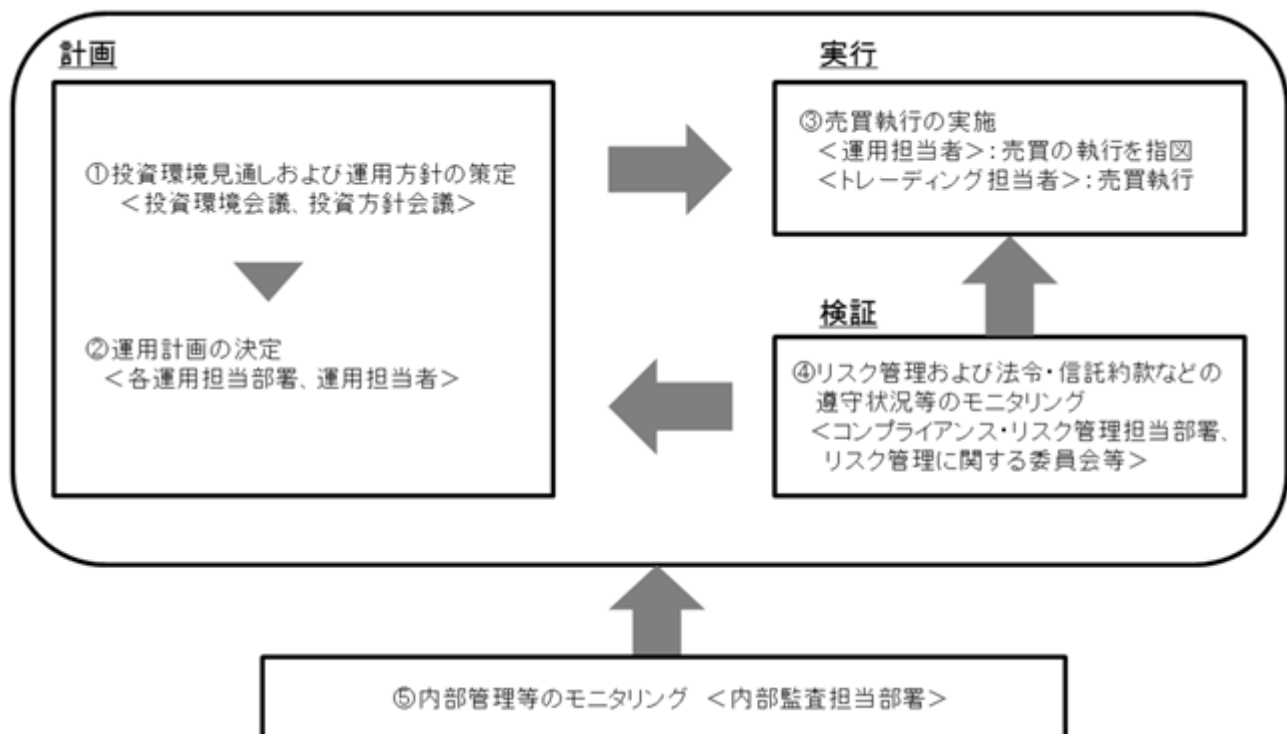 計画
①投資環境見通しおよび運用方針の策定
＜投資環境会議、投資方針会議＞
②運用計画の決定
＜各運用担当部署、運用担当者＞
実行
③売買執行の実施
＜運用担当者＞：売買の執行を指図
＜トレーディング担当者＞：売買執行
検証
④リスク管理および法令・信託約款などの
遵守状況等のモニタリング
＜コンプライアンス・リスク管理担当部署、
リスク管理に関する委員会等＞
⑤内部管理等のモニタリング ＜内部監査担当部署＞